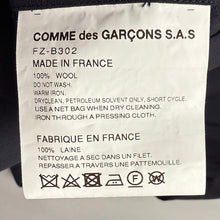 COMME des GARÇONS S.A.S
FZ-B302
MADE IN FRANCE
100% WOOL
DO NOT WASH.
WARM IRON.
DRYCLEAN, PETROLEUM SOLVENT ONLY, SHORT CYCLE.
USE A NET BAG WHEN DRY CLEANING.
IRON THROUGH A PRESSING CLOTH.
FABRIQUE EN FRANCE
100% LAINE
NETTOYAGE A SEC DANS UN FILET.
REPASSER A TRAVERS UNE PATTEMOUILLE.